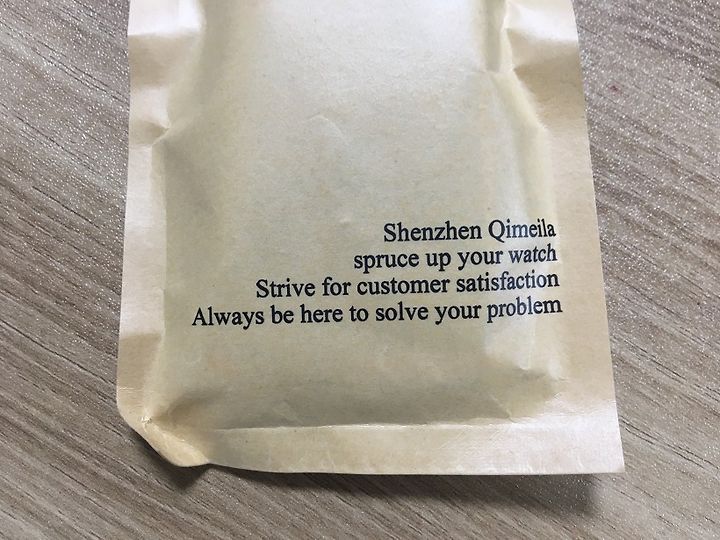 Shenzhen Qimeila
spruce up your watch
Strive for customer satisfaction
Always be here to solve your problem